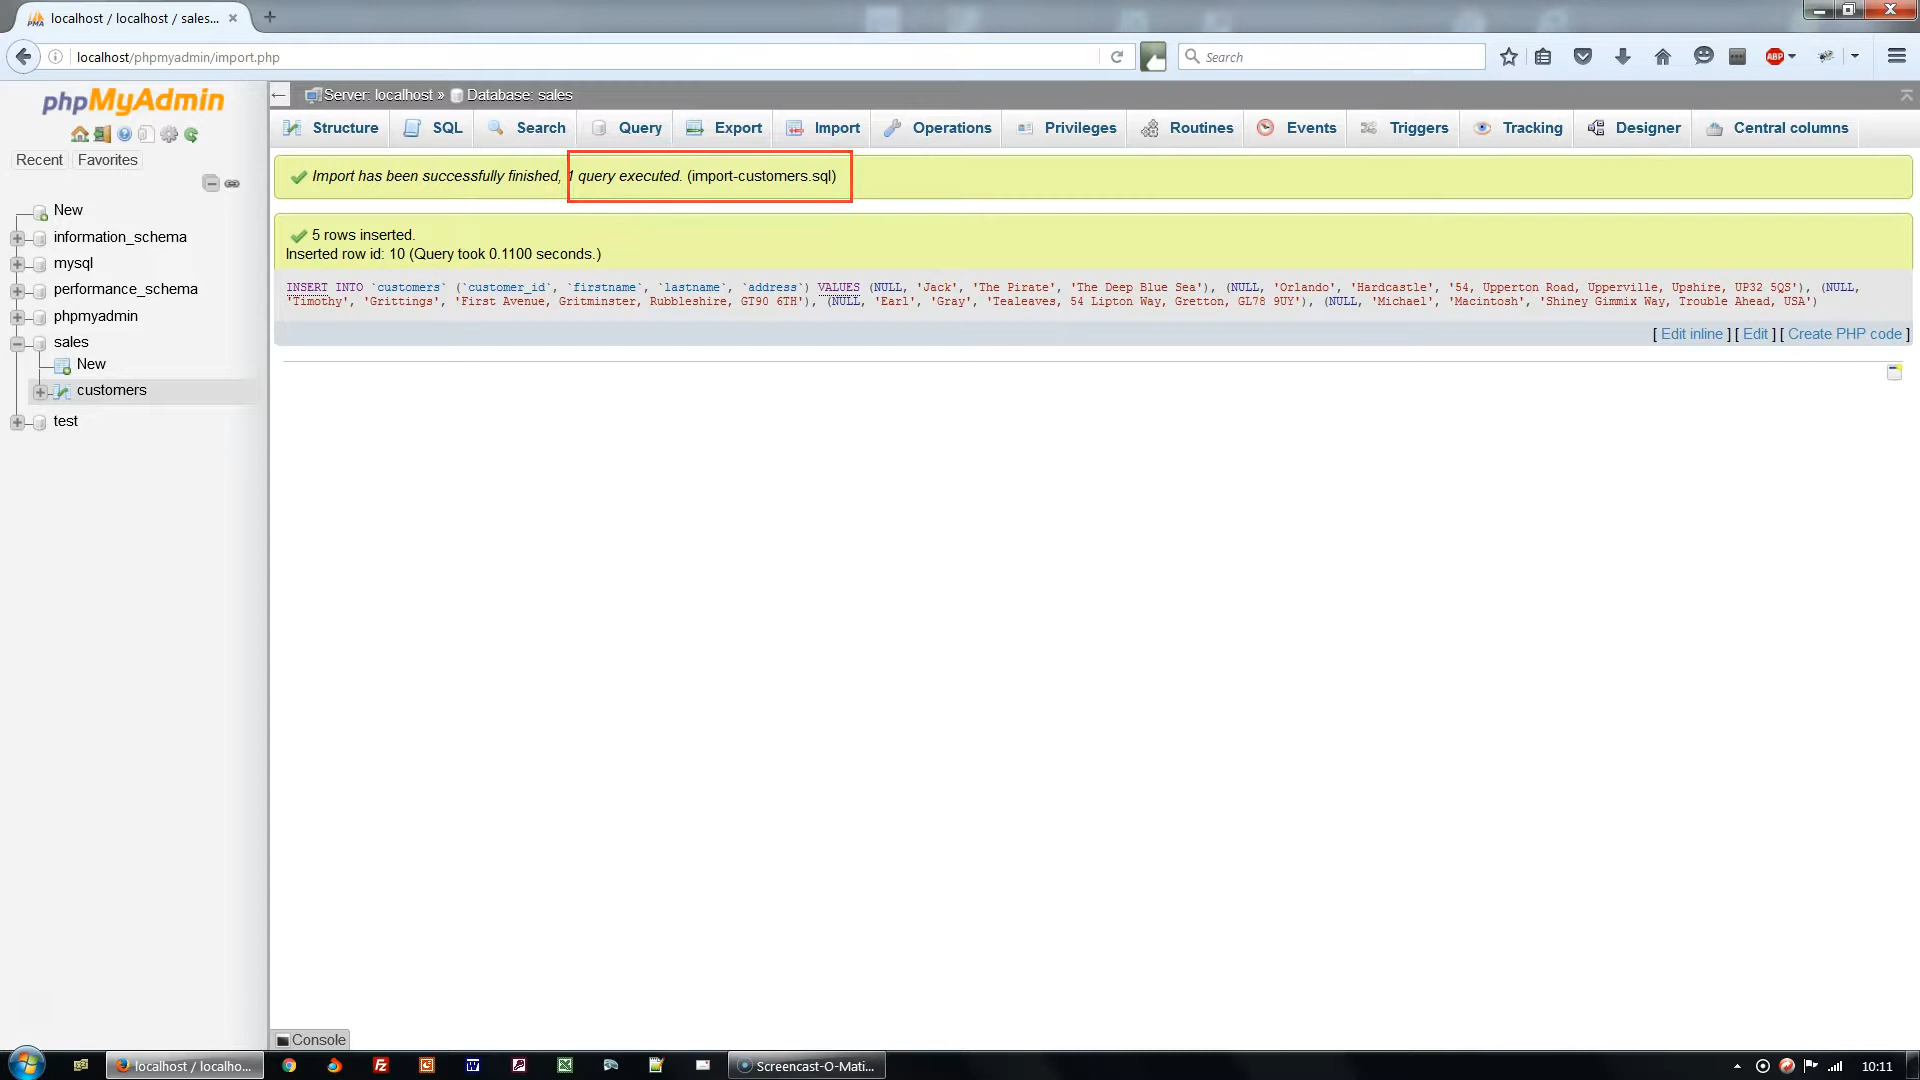 localhost / localhost / sales...
localhost/phpmyadmin/import.php
Search
ABP
phpMyAdmin
Recent Favorites
New
information_schema
mysql
performance_schema
phpmyadmin
sales
New
customers
test
Server: localhost » Database: sales
Structure SQL Search Query Export Import Operations Privileges Routines Events Triggers Tracking Designer Central columns
Import has been successfully finished, 1 query executed. (import-customers.sql)
5 rows inserted.
Inserted row id: 10 (Query took 0.1100 seconds.)
INSERT INTO `customers` (`customer_id`, `firstname`, `lastname`, `address`) VALUES (NULL, 'Jack', 'The Pirate', 'The Deep Blue Sea'), (NULL, 'Orlando', 'Hardcastle', '54, Upperton Road, Upperville, Upshire, UP32 5QS'), (NULL,
'Timothy', 'Grittings', 'First Avenue, Gritminster, Rubbleshire, GT90 6TH'), (NULL, 'Earl', 'Gray', 'Tealeaves, 54 Lipton Way, Gretton, GL78 9UY'), (NULL, 'Michael', 'Macintosh', 'Shiney Gimmix Way, Trouble Ahead, USA')
[ Edit inline ] [ Edit ] [ Create PHP code ]
Console
localhost / localho...
Screencast-O-Mati...
10:11